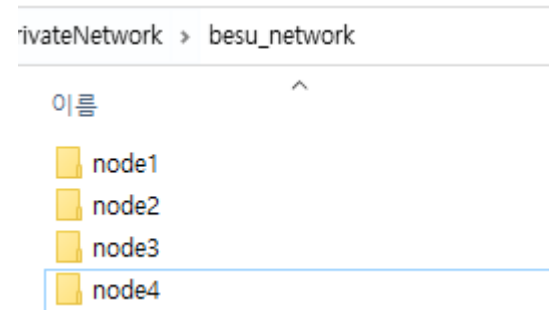 rivateNetwork > besu_network
이름
node1
node2
node3
node4